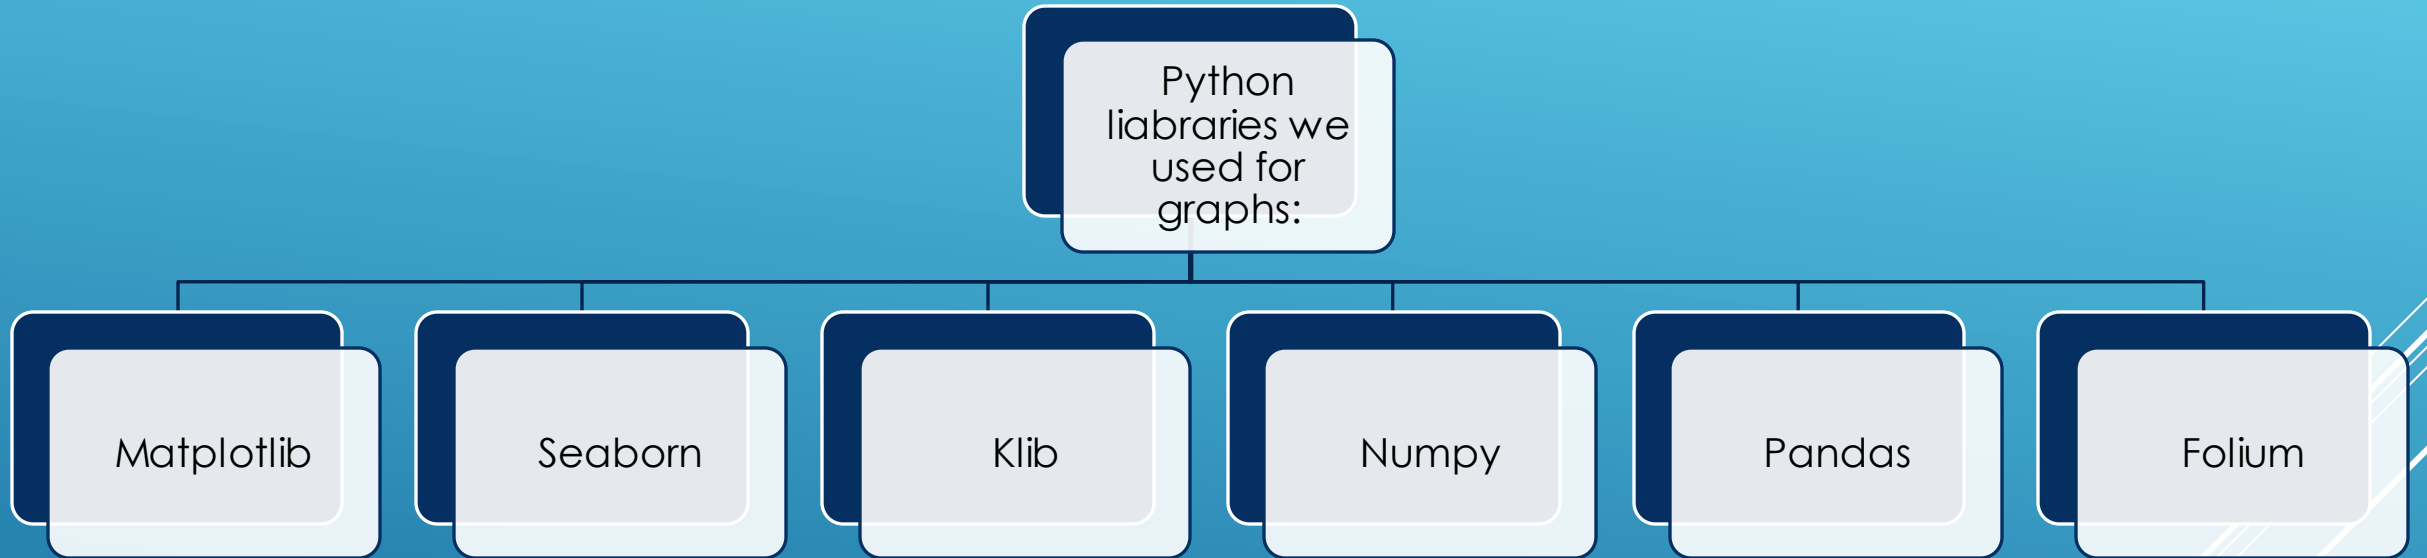 Python
liabraries we
used for
graphs:
Matplotlib
Seaborn
Klib
Numpy
Pandas
Folium